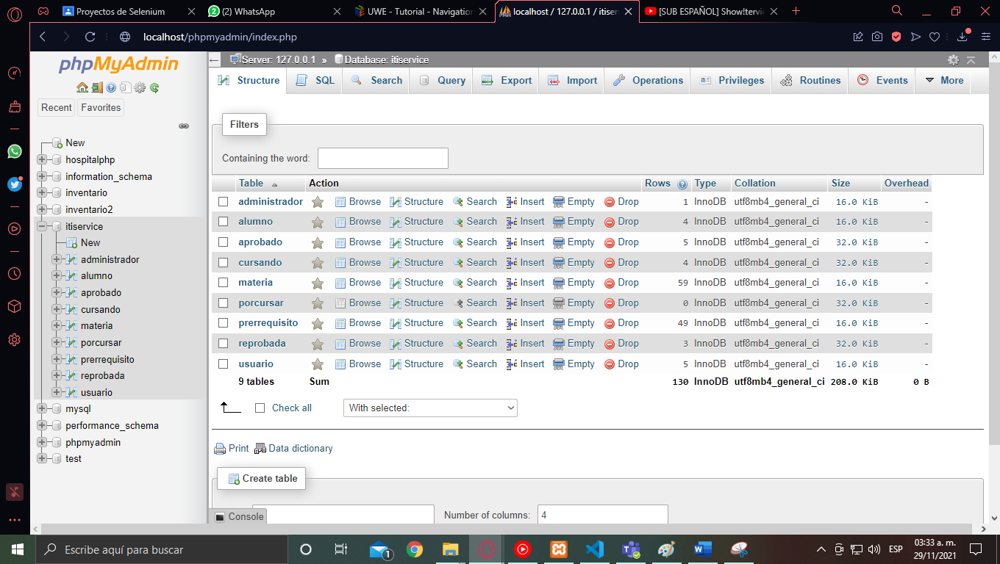 Proyectos de Selenium
2
(2) WhatsApp
UWE - Tutorial - Navigation
localhost / 127.0.0.1 / itiser
[SUB ESPAÑOL] Show!tervie
localhost/phpmyadmin/index.php
phpMyAdmin
Recent Favorites
New
hospitalphp
information_schema
inventario
inventario2
itiservice
New
administrador
alumno
aprobado
cursando
materia
porcursar
prerrequisito
reprobada
usuario
mysql
performance_schema
phpmyadmin
test
Server: 127.0.0.1 » Database: itiservice
Structure SQL Search Query Export Import Operations Privileges Routines Events More
Filters
Containing the word:
Table Action Rows Type Collation Size Overhead
administrador Browse Structure Search Insert Empty Drop 1 InnoDB utf8mb4_general_ci 16.0 KiB -
alumno Browse Structure Search Insert Empty Drop 4 InnoDB utf8mb4_general_ci 16.0 KiB -
aprobado Browse Structure Search Insert Empty Drop 5 InnoDB utf8mb4_general_ci 32.0 KiB -
cursando Browse Structure Search Insert Empty Drop 4 InnoDB utf8mb4_general_ci 32.0 KiB -
materia Browse Structure Search Insert Empty Drop 59 InnoDB utf8mb4_general_ci 16.0 KiB -
porcursar Browse Structure Search Insert Empty Drop 0 InnoDB utf8mb4_general_ci 32.0 KiB -
prerrequisito Browse Structure Search Insert Empty Drop 49 InnoDB utf8mb4_general_ci 16.0 KiB -
reprobada Browse Structure Search Insert Empty Drop 3 InnoDB utf8mb4_general_ci 32.0 KiB -
usuario Browse Structure Search Insert Empty Drop 5 InnoDB utf8mb4_general_ci 16.0 KiB -
9 tables Sum 130 InnoDB utf8mb4_general_ci 208.0 KiB 0 B
Check all With selected:
Print Data dictionary
Create table
Console
Number of columns: 4
Escribe aquí para buscar
1
ESP
03:33 a. m.
29/11/2021